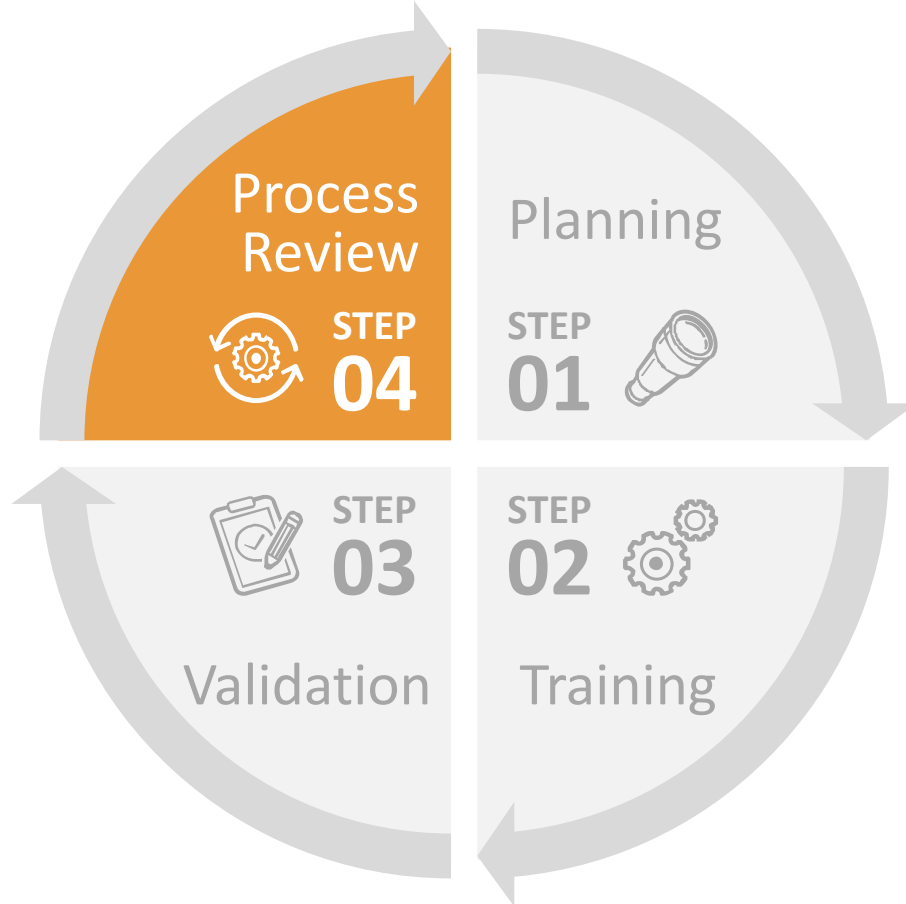 Process
Review
STEP
04
Planning
STEP
01
STEP
03
Validation
STEP
02
Training